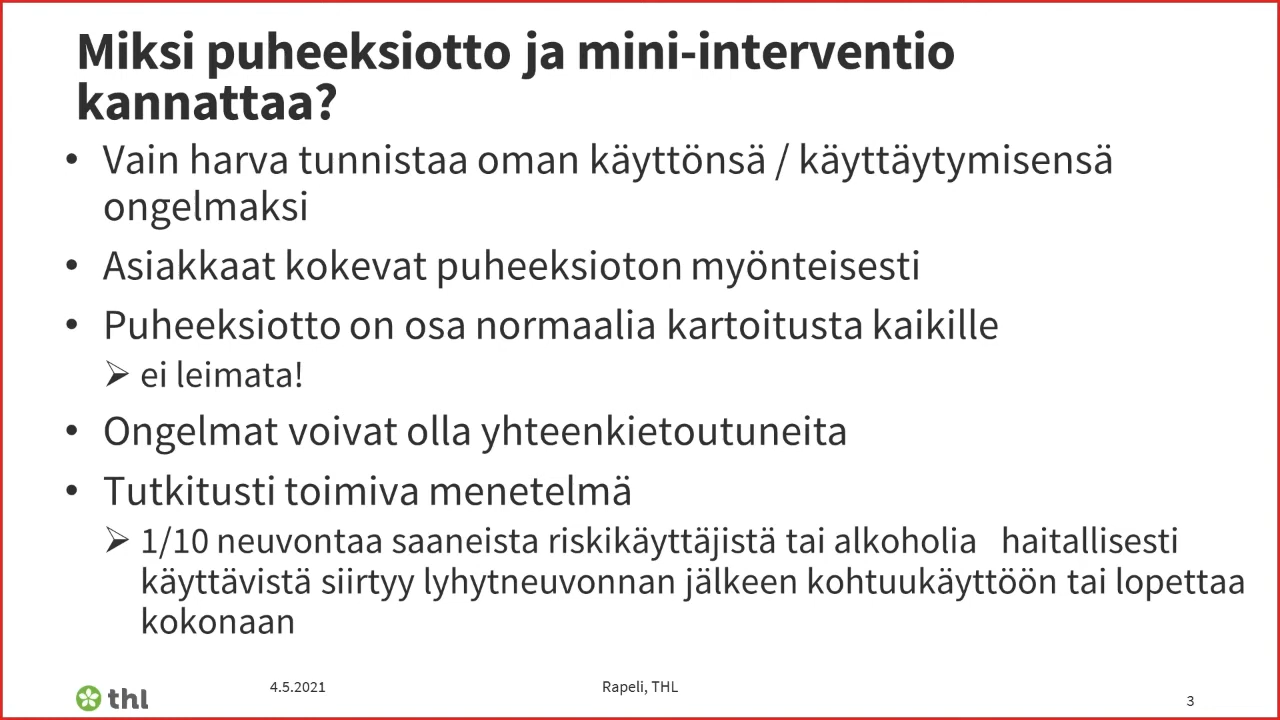 Miksi puheeksiotto ja mini-interventio
kannattaa?
• Vain harva tunnistaa oman käyttönsä / käyttäytymisensä
ongelmaksi
• Asiakkaat kokevat puheeksioton myönteisesti
• Puheeksiotto on osa normaalia kartoitusta kaikille
➢ ei leimata!
• Ongelmat voivat olla yhteenkietoutuneita
• Tutkitusti toimiva menetelmä
➢ 1/10 neuvontaa saaneista riskikäyttäjistä tai alkoholia haitallisesti
käyttävistä siirtyy lyhytneuvonnan jälkeen kohtuukäyttöön tai lopettaa
kokonaan
thl
4.5.2021
Rapeli, THL
3